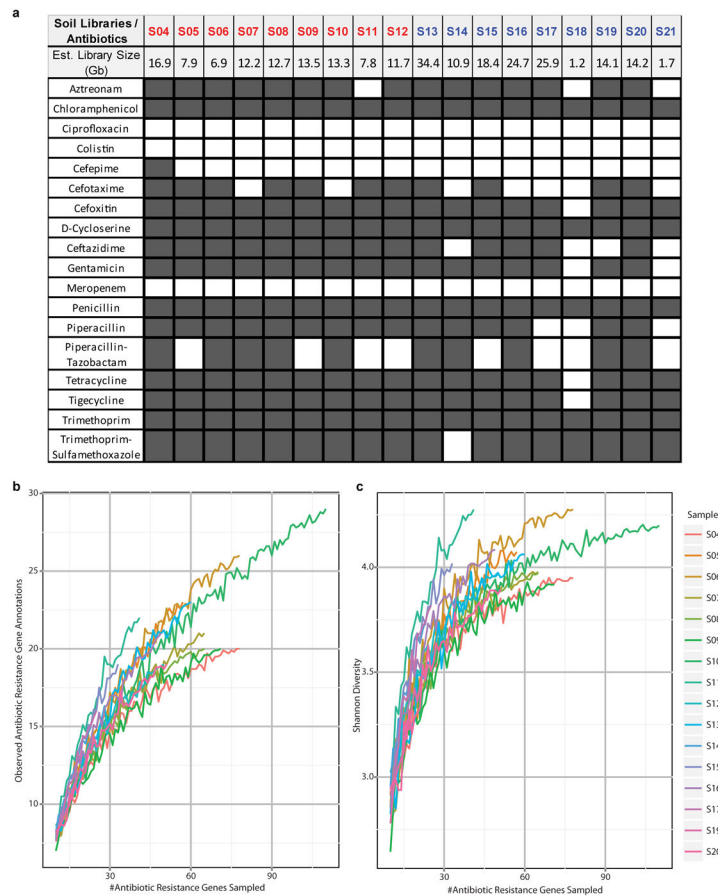 a
Soil Libraries / Antibiotics S04 S05 S06 S07 S08 S09 S10 S11 S12 S13 S14 S15 S16 S17 S18 S19 S20 S21
Est. Library Size (Gb) 16.9 7.9 6.9 12.2 12.7 13.5 13.3 7.8 11.7 34.4 10.9 18.4 24.7 25.9 1.2 14.1 14.2 1.7
Aztreonam
Chloramphenicol
Ciprofloxacin
Colistin
Cefepime
Cefotaxime
Cefoxitin
D-Cycloserine
Ceftazidime
Gentamicin
Meropenem
Penicillin
Piperacillin
Piperacillin-
Tazobactam
Tetracycline
Tigecycline
Trimethoprim
Trimethoprim-
Sulfamethoxazole
b
30
25
20
15
10
Observed Antibiotic Resistance Gene Annotations
30 60 90
#Antibiotic Resistance Genes Sampled
c
4.0
3.5
3.0
Shannon Diversity
30 60 90
#Antibiotic Resistance Genes Sampled
Sample
S04
S05
S06
S07
S08
S09
S10
S11
S12
S13
S14
S15
S16
S17
S19
S20